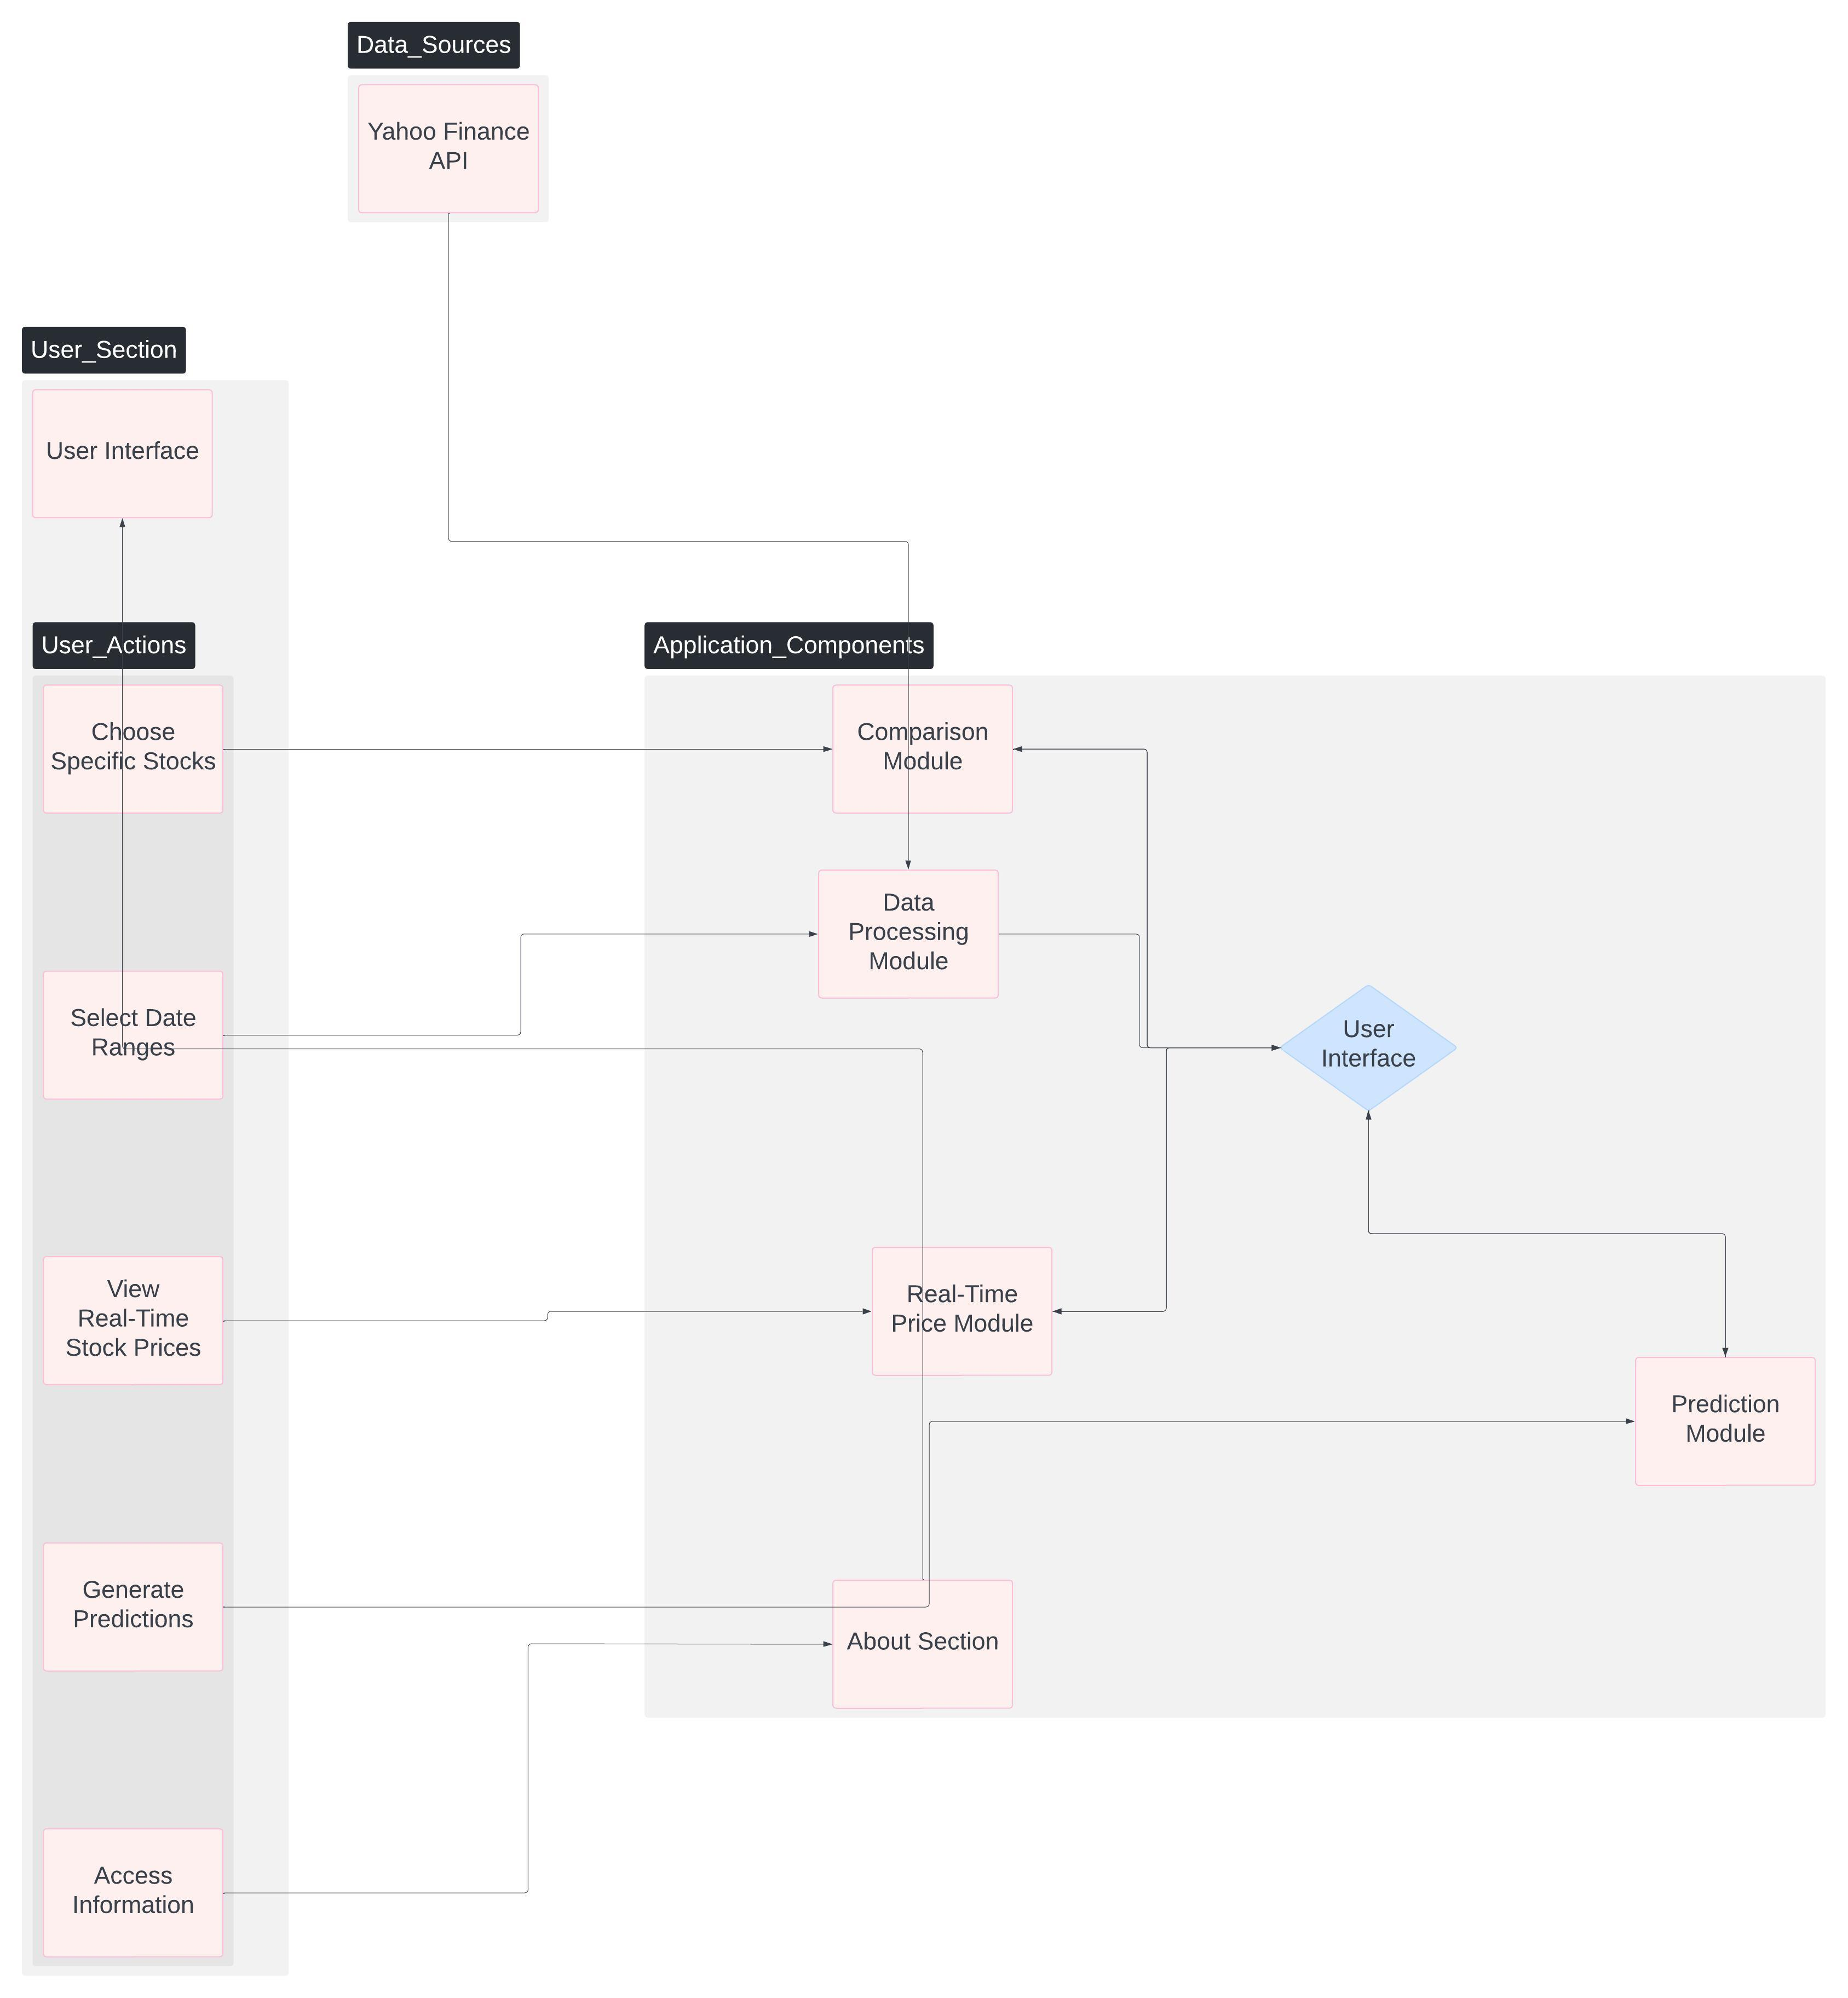 Data_Sources
Yahoo Finance
API
User_Section
User Interface
User_Actions
Application_Components
Choose
Specific Stocks
Comparison
Module
Data
Processing
Module
Select Date
Ranges
User
Interface
View
Real-Time
Stock Prices
Real-Time
Price Module
Prediction
Module
Generate
Predictions
About Section
Access
Information